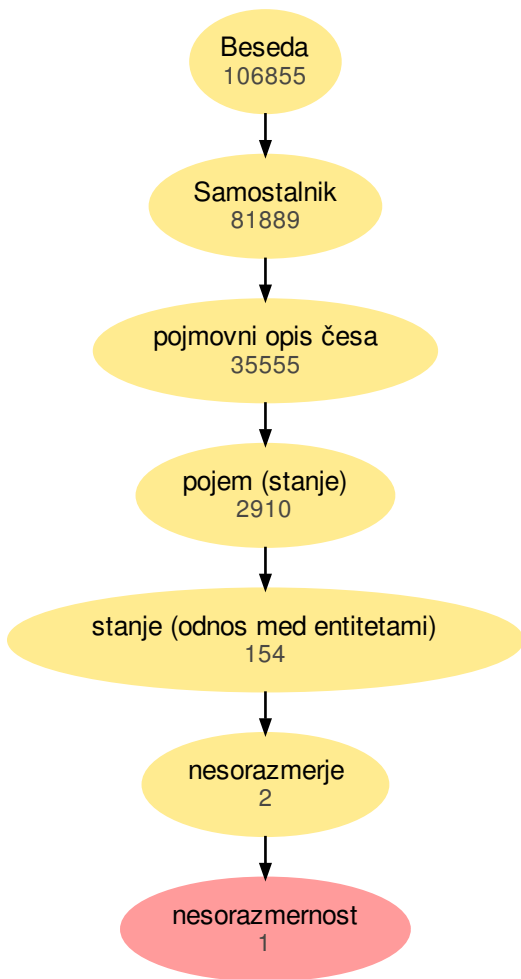 Beseda
106855
Samostalnik
81889
pojmovni opis česa
35555
pojem (stanje)
2910
stanje (odnos med entitetami)
154
nesorazmerje
2
nesorazmernost
1